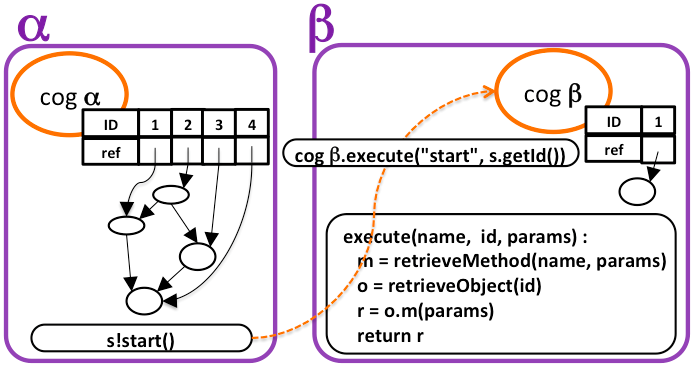 α
β
cog α
ID 1 2 3 4
ref
s!start()
cog β
ID 1
ref
cog β.execute("start", s.getId())
execute(name, id, params) :
m = retrieveMethod(name, params)
o = retrieveObject(id)
r = o.m(params)
return r